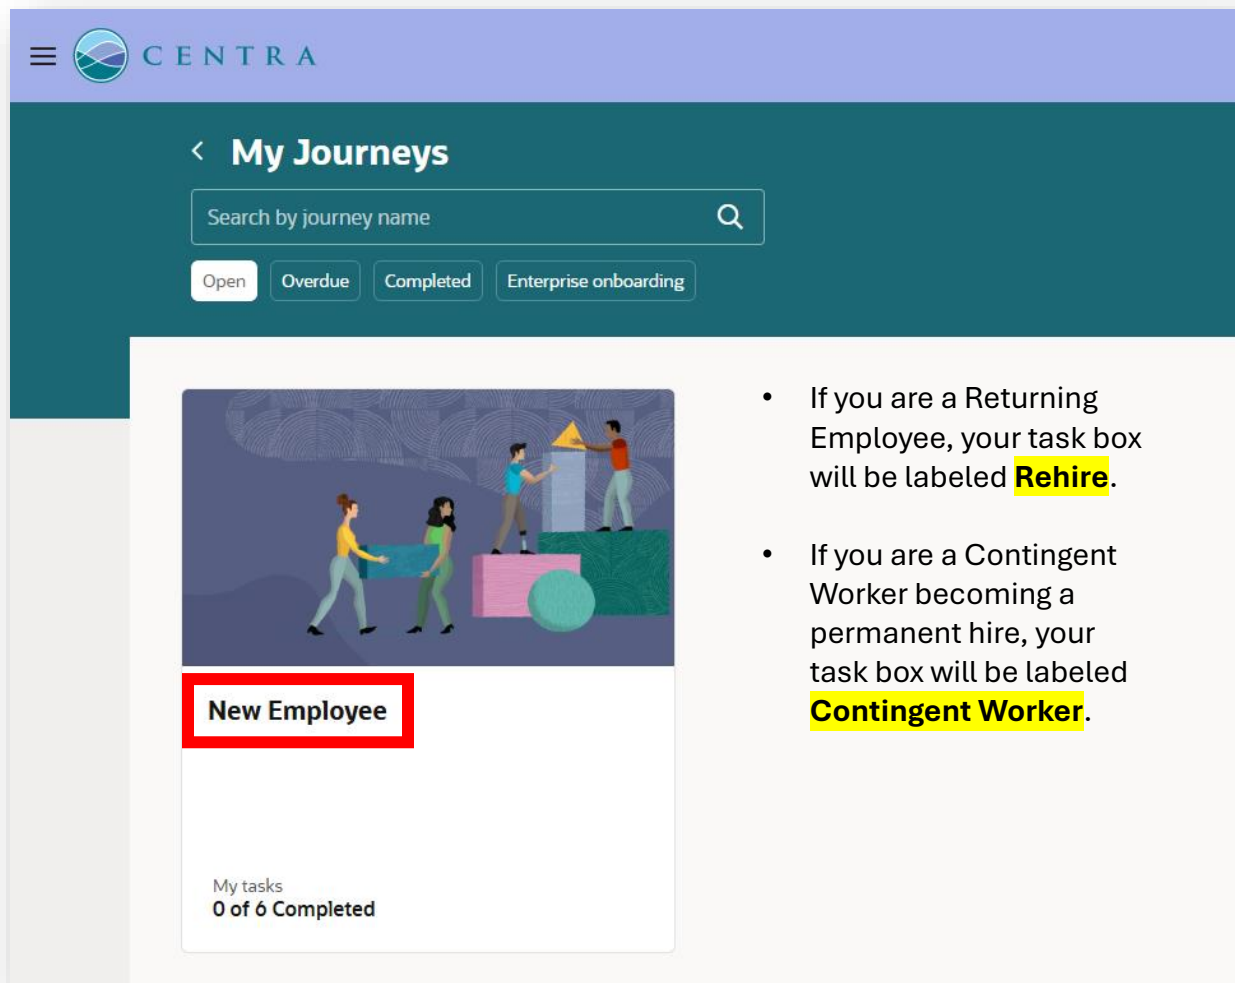 CENTRA
My Journeys
Search by journey name
Open
Overdue
Completed
Enterprise onboarding
New Employee
My tasks
0 of 6 Completed
• If you are a Returning
Employee, your task box
will be labeled Rehire.
• If you are a Contingent
Worker becoming a
permanent hire, your
task box will be labeled
Contingent Worker.